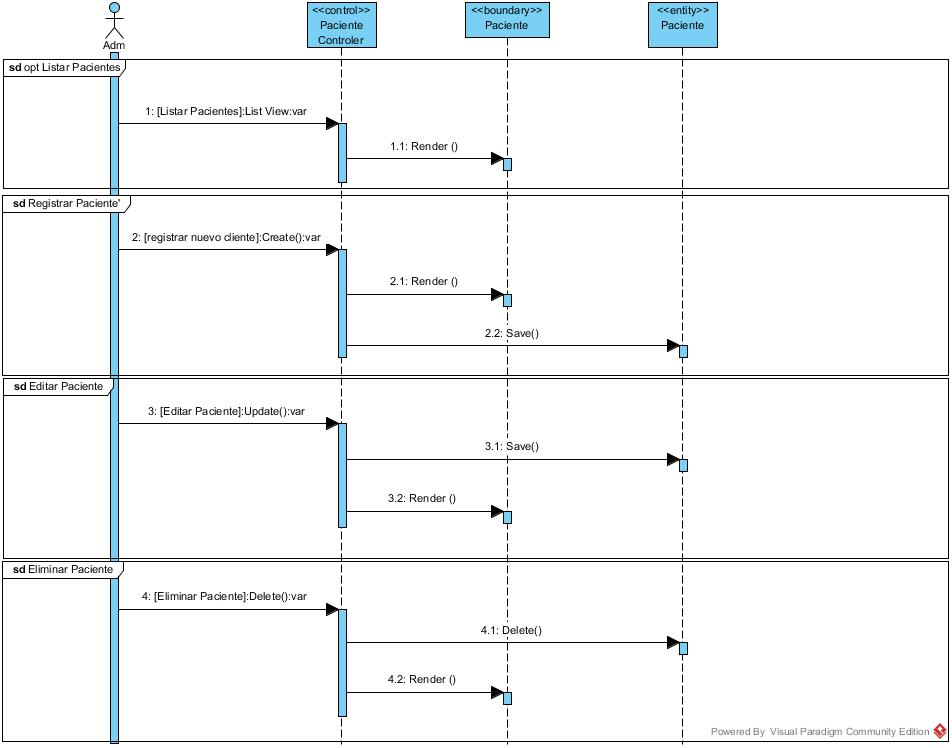 Adm
<<control>>
Paciente
Controler
<<boundary>>
Paciente
<<entity>>
Paciente
sd opt Listar Pacientes
1: [Listar Pacientes]:List View:var
1.1: Render ()
sd Registrar Paciente'
2: [registrar nuevo cliente]:Create():var
2.1: Render ()
2.2: Save()
sd Editar Paciente
3: [Editar Paciente]:Update():var
3.1: Save()
3.2: Render ()
sd Eliminar Paciente
4: [Eliminar Paciente]:Delete():var
4.1: Delete()
4.2: Render ()
Powered By Visual Paradigm Community Edition